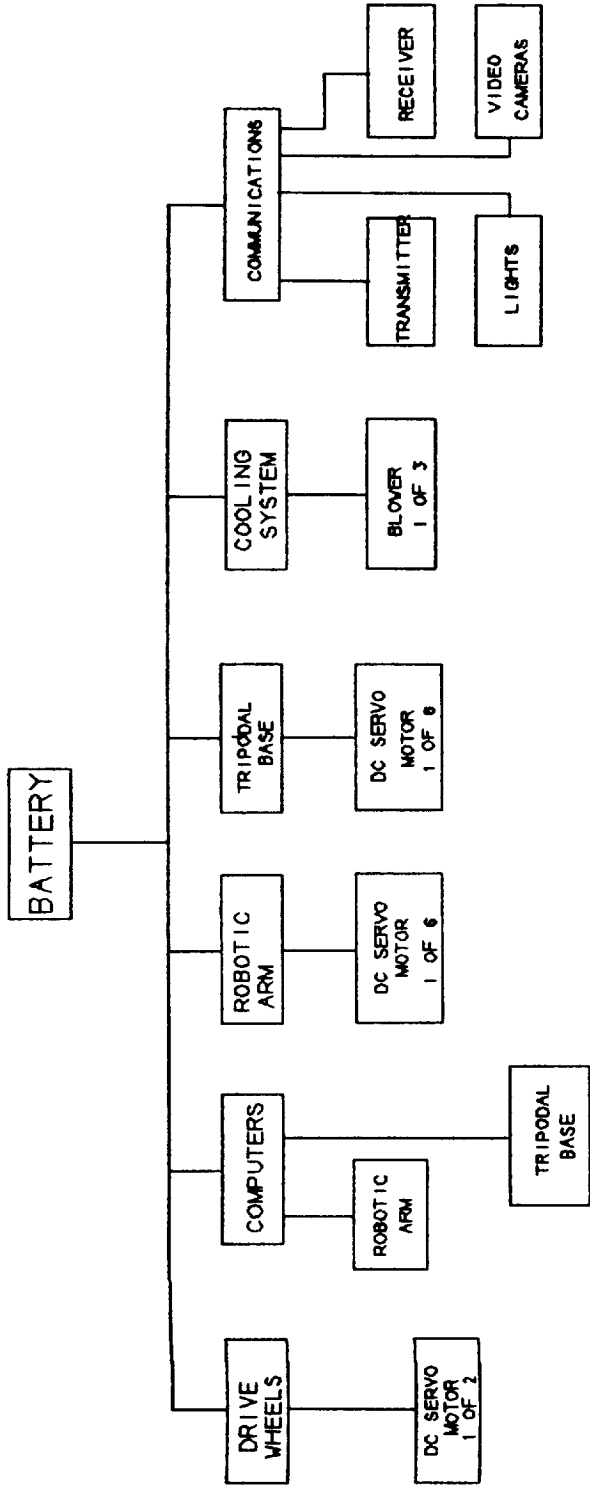 BATTERY
DRIVE
WHEELS
COMPUTERS
ROBOTIC
ARM
TRIPODAL
BASE
COOLING
SYSTEM
COMMUNICATIONS
DC SERVO
MOTOR
1 OF 2
ROBOTIC
ARM
TRIPODAL
BASE
DC SERVO
MOTOR
1 OF 6
DC SERVO
MOTOR
1 OF 6
BLOVER
1 OF 3
TRANSMITTER
RECEIVER
LIGHTS
VIDEO
CAMERAS